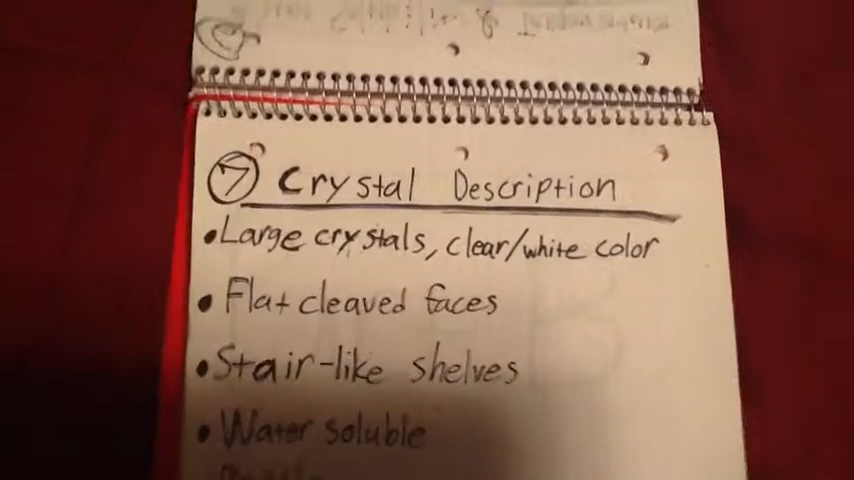 7 Crystal Description
• Large crystals, clear/white color
• Flat cleaved faces
• Stair-like shelves
• Water soluble